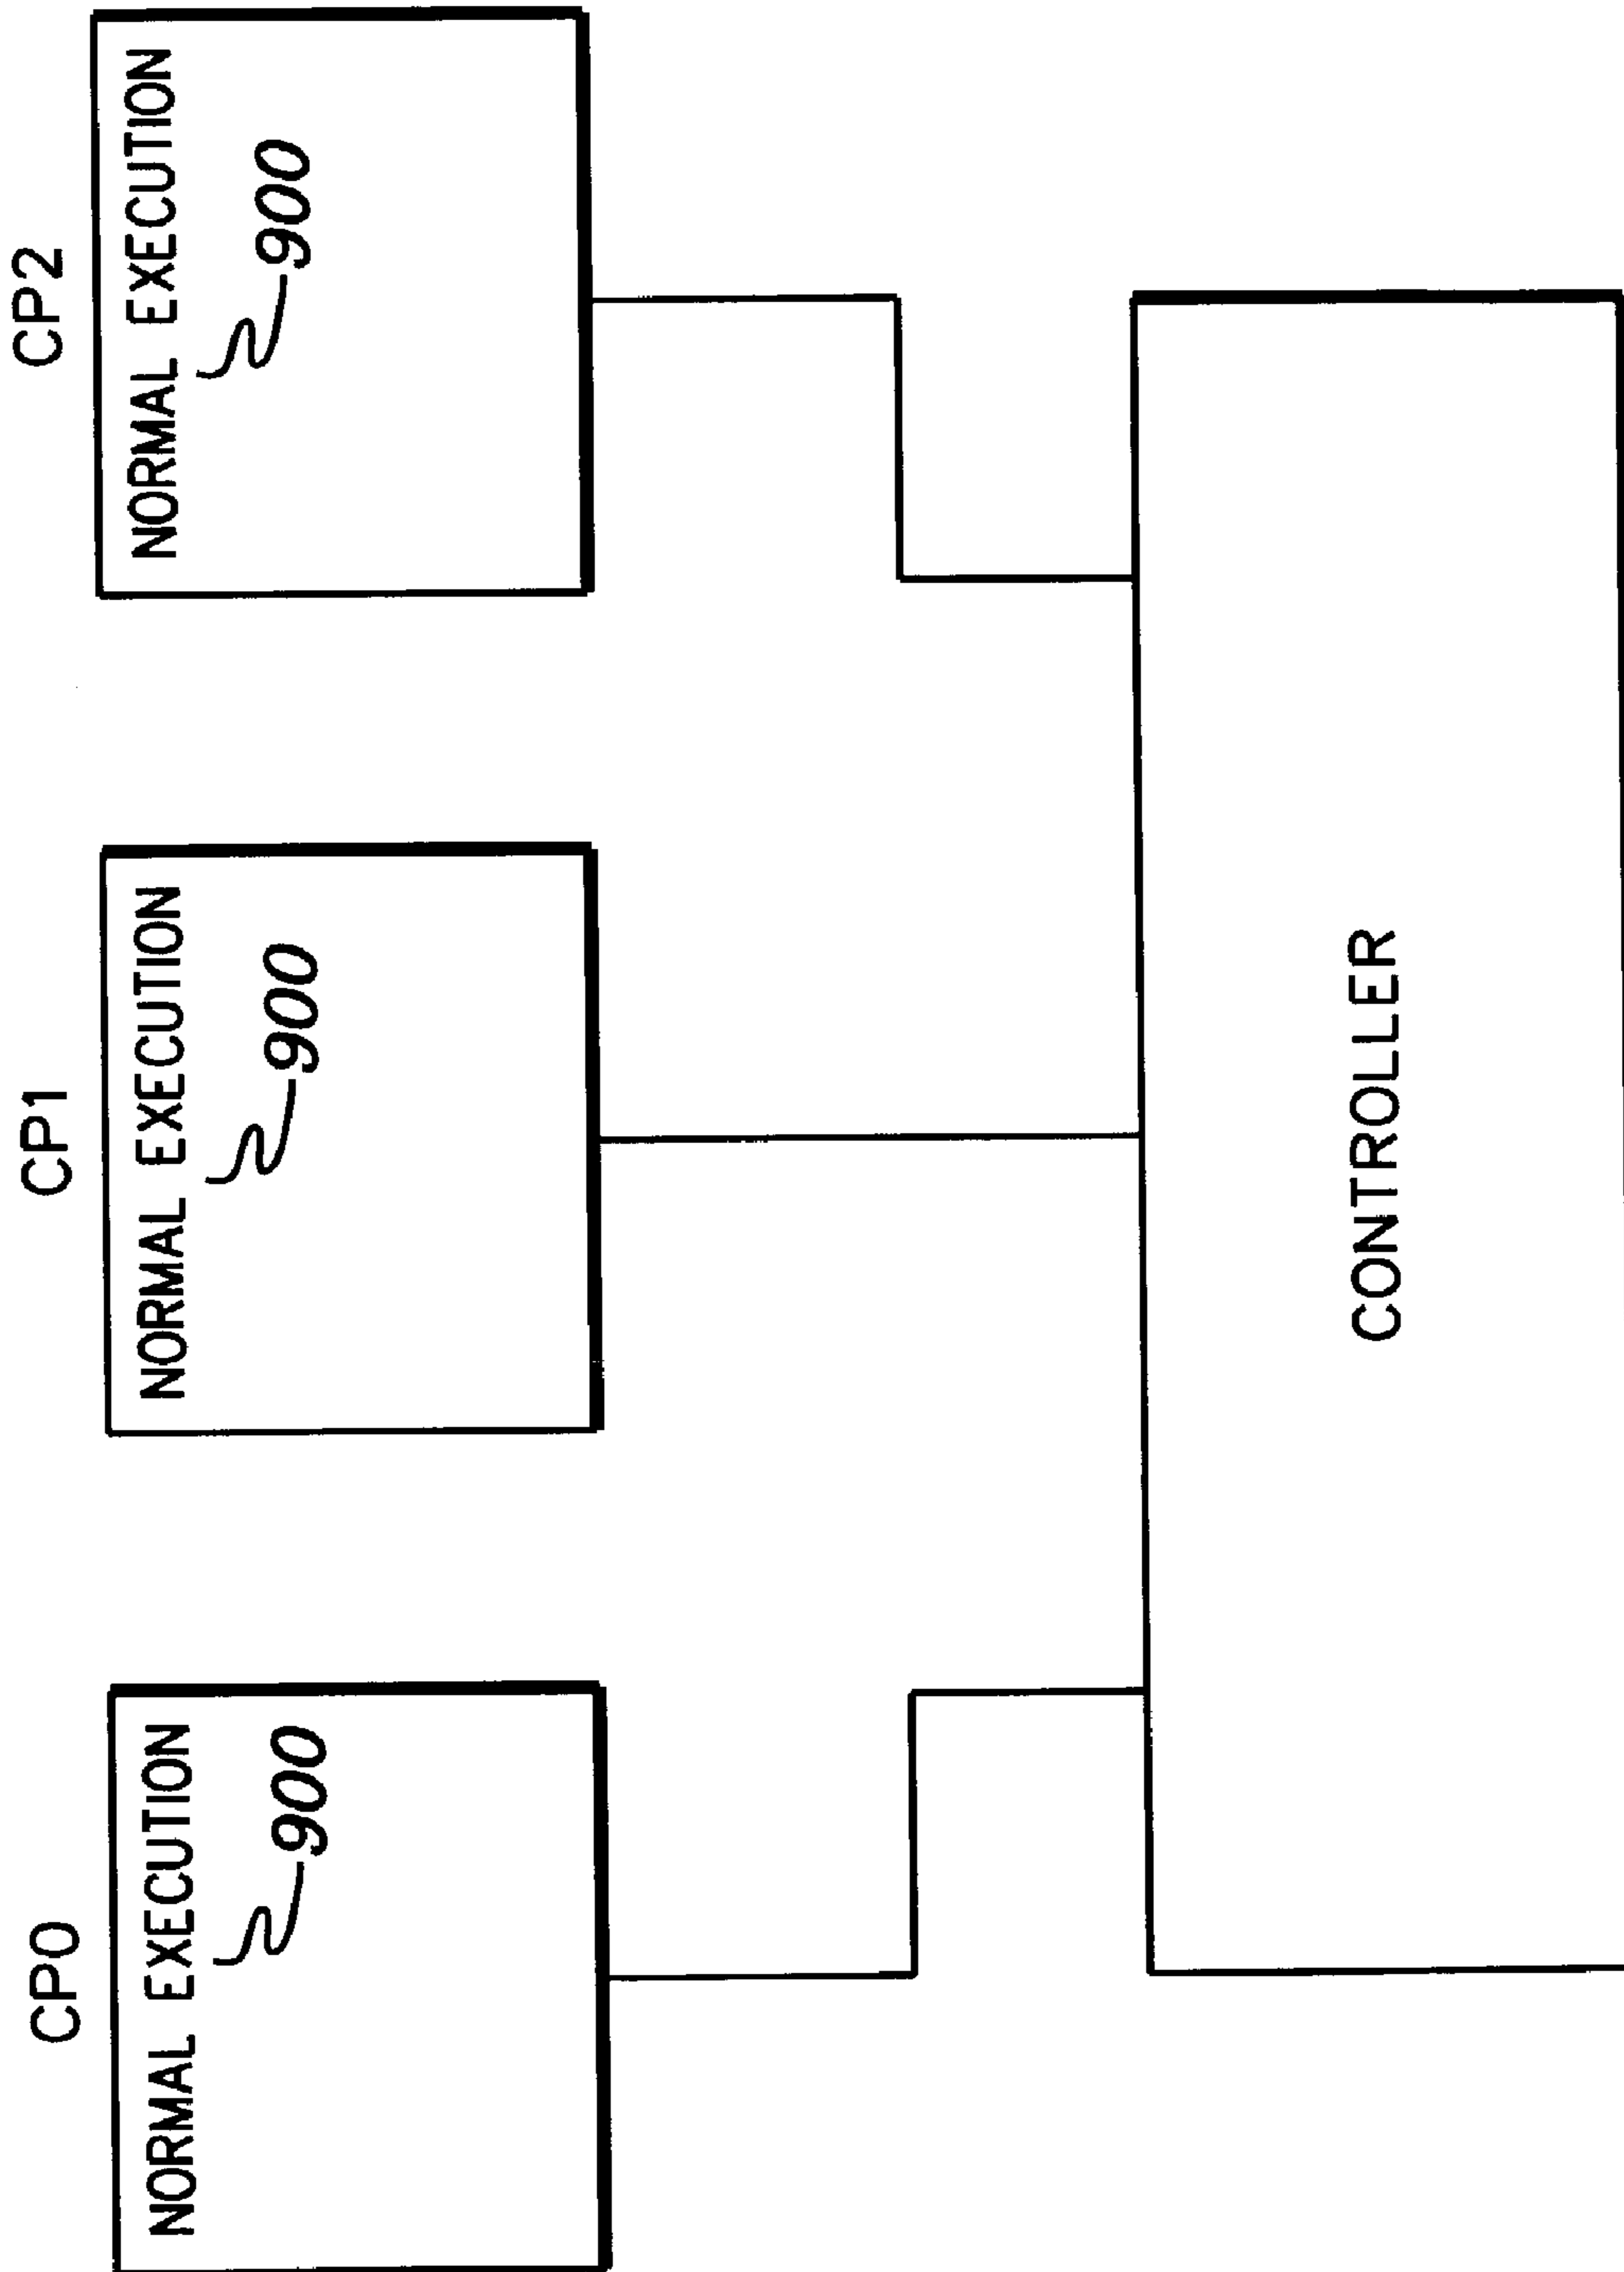 CP0
CP1
CP2
NORMAL EXECUTION
NORMAL EXECUTION
NORMAL EXECUTION
900
900
900
CONTROLLER